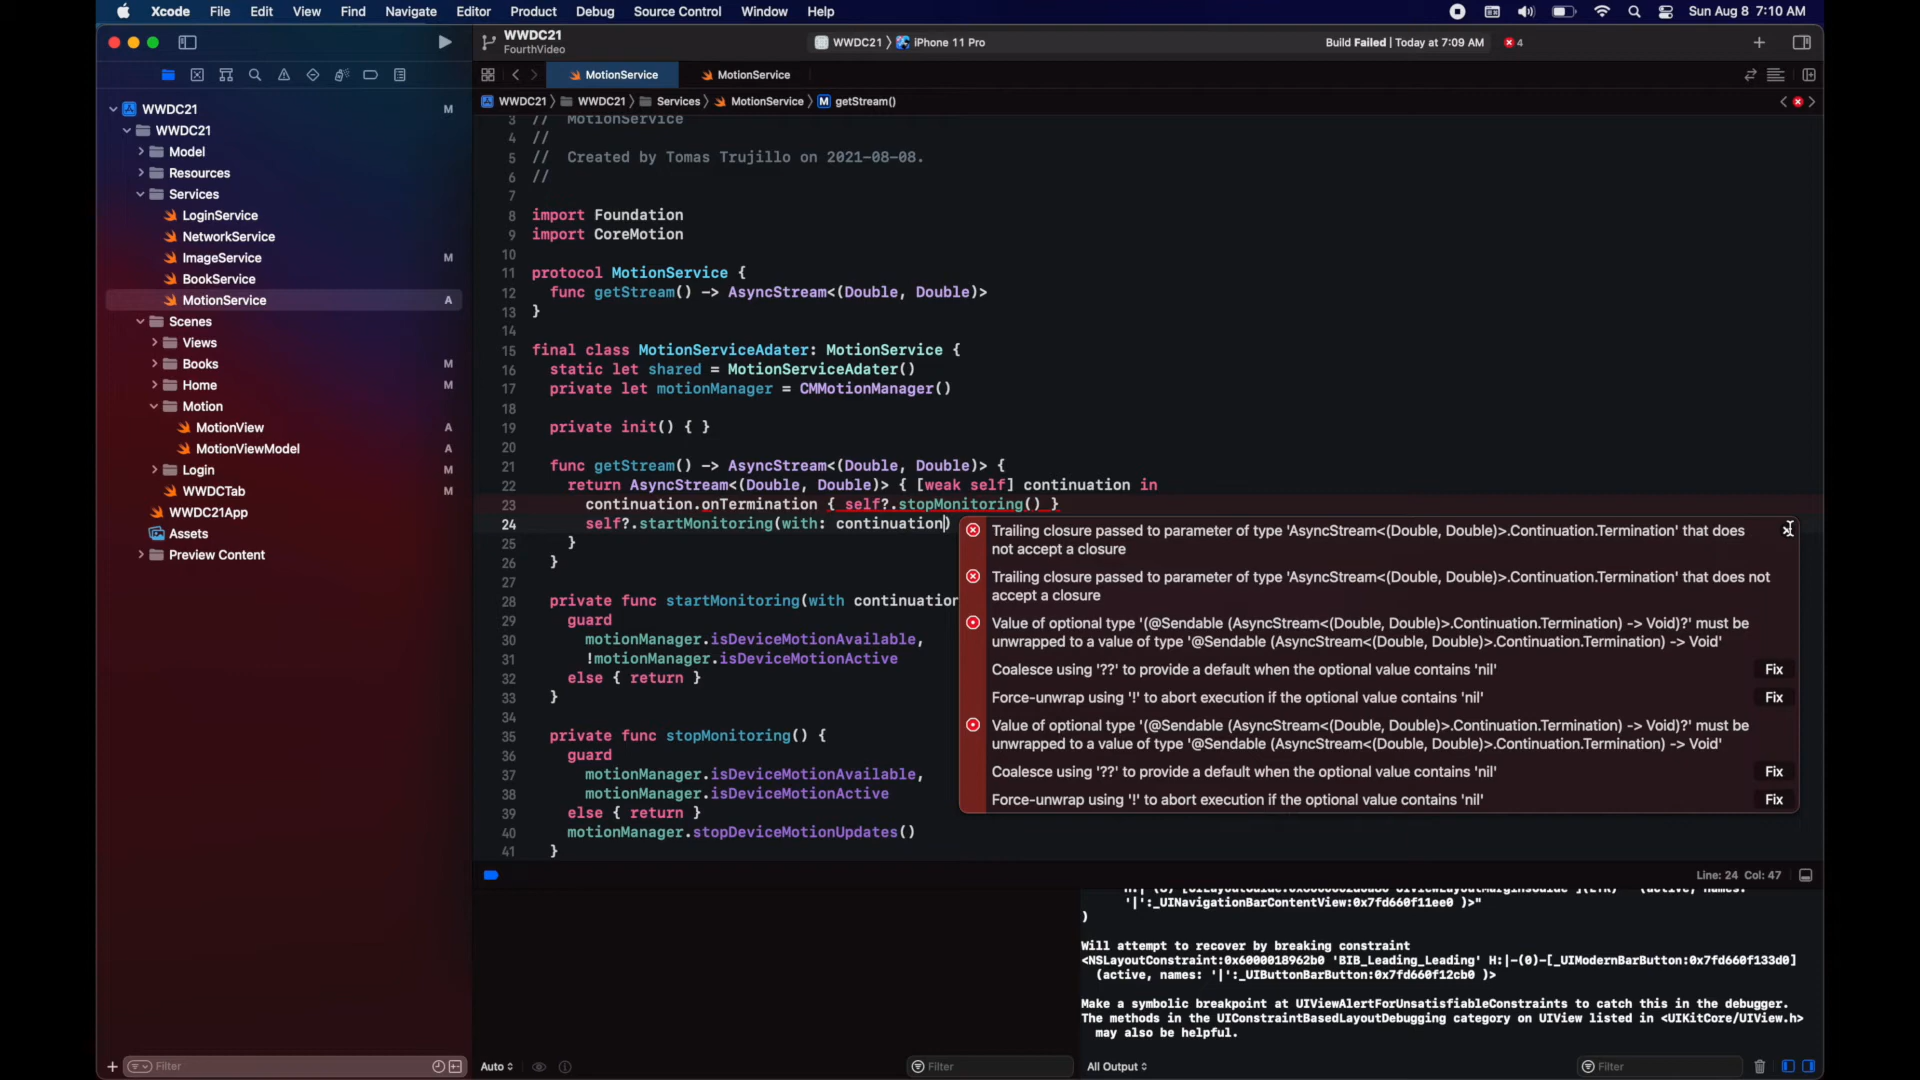 Xcode File Edit View Find Navigate Editor Product Debug Source Control Window Help Sun Aug 8 7:10 AM
WWDC21
FourthVideo
WWDC21 iPhone 11 Pro
Build Failed | Today at 7:09 AM
4
MotionService
MotionService
WWDC21 WWDC21 Services MotionService M getStream()
WWDC21 M
WWDC21
Model
Resources
Services
LoginService
NetworkService
ImageService M
BookService
MotionService A
Scenes
Views
Books M
Home M
Motion
MotionView A
MotionViewModel A
Login M
WWDCTab M
WWDC21App
Assets
Preview Content
Filter
3 // MotionService
4 //
5 // Created by Tomas Trujillo on 2021-08-08.
6 //
7
8 import Foundation
9 import CoreMotion
10
11 protocol MotionService {
12 func getStream() -> AsyncStream<(Double, Double)>
13 }
14
15 final class MotionServiceAdater: MotionService {
16 static let shared = MotionServiceAdater()
17 private let motionManager = CMMotionManager()
18
19 private init() { }
20
21 func getStream() -> AsyncStream<(Double, Double)> {
22 return AsyncStream<(Double, Double)> { [weak self] continuation in
23 continuation.onTermination { self?.stopMonitoring() }
24 self?.startMonitoring(with: continuation)
25 }
26 }
27
28 private func startMonitoring(with continuation
29 guard
30 motionManager.isDeviceMotionAvailable,
31 !motionManager.isDeviceMotionActive
32 else { return }
33 }
34
35 private func stopMonitoring() {
36 guard
37 motionManager.isDeviceMotionAvailable,
38 motionManager.isDeviceMotionActive
39 else { return }
40 motionManager.stopDeviceMotionUpdates()
41 }
Trailing closure passed to parameter of type 'AsyncStream<(Double, Double)>.Continuation.Termination' that does
not accept a closure
Trailing closure passed to parameter of type 'AsyncStream<(Double, Double)>.Continuation.Termination' that does not
accept a closure
Value of optional type '(@Sendable (AsyncStream<(Double, Double)>.Continuation.Termination) -> Void)?' must be
unwrapped to a value of type '@Sendable (AsyncStream<(Double, Double)>.Continuation.Termination) -> Void'
Coalesce using '??' to provide a default when the optional value contains 'nil' Fix
Force-unwrap using '!' to abort execution if the optional value contains 'nil' Fix
Value of optional type '(@Sendable (AsyncStream<(Double, Double)>.Continuation.Termination) -> Void)?' must be
unwrapped to a value of type '@Sendable (AsyncStream<(Double, Double)>.Continuation.Termination) -> Void'
Coalesce using '??' to provide a default when the optional value contains 'nil' Fix
Force-unwrap using '!' to abort execution if the optional value contains 'nil' Fix
Line: 24 Col: 47
'|':_UINavigationBarContentView:0x7fd660f11ee0 )>"
)
Will attempt to recover by breaking constraint
<NSLayoutConstraint:0x6000018962b0 'BIB_Leading_Leading' H:|-(0)-[_UIModernBarButton:0x7fd660f133d0]
(active, names: '|':_UIButtonBarButton:0x7fd660f12cb0 )>
Make a symbolic breakpoint at UIViewAlertForUnsatisfiableConstraints to catch this in the debugger.
The methods in the UIConstraintBasedLayoutDebugging category on UIView listed in <UIKitCore/UIView.h>
may also be helpful.
Auto Filter All Output Filter